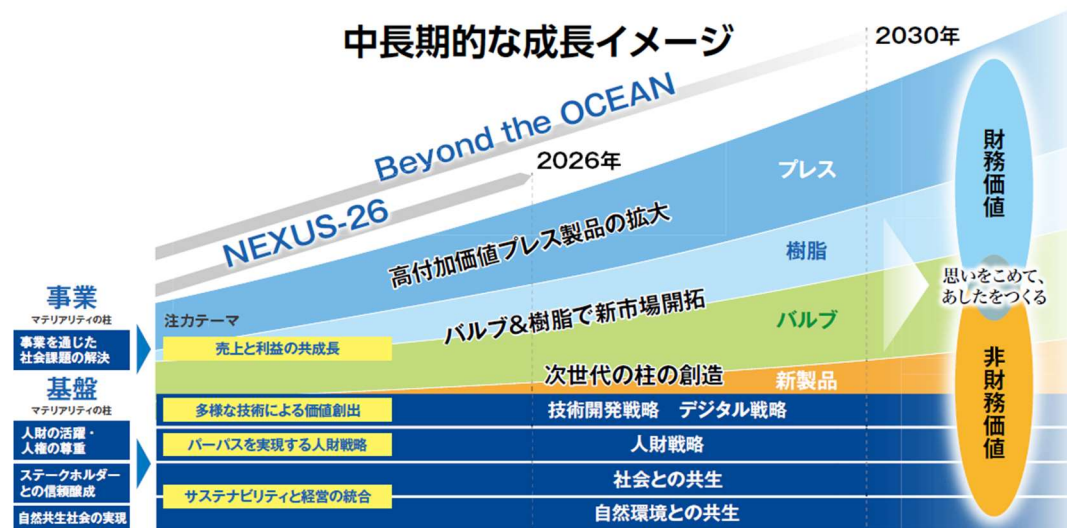 中長期的な成長イメージ
2030年
Beyond the OCEAN
2026年
NEXUS-26
プレス
高付加価値プレス製品の拡大
樹脂
バルブ&樹脂で新市場開拓
バルブ
次世代の柱の創造
新製品
財務価値
思いをこめて、
あしたをつくる
非財務価値
事業
マテリアリティの柱
事業を通じた
社会課題の解決
注力テーマ
売上と利益の共成長
基盤
マテリアリティの柱
人財の活躍・
人権の尊重
ステークホルダー
との信頼醸成
自然共生社会の実現
多様な技術による価値創出
技術開発戦略 デジタル戦略
パーパスを実現する人財戦略
人財戦略
サステナビリティと経営の統合
社会との共生
自然環境との共生